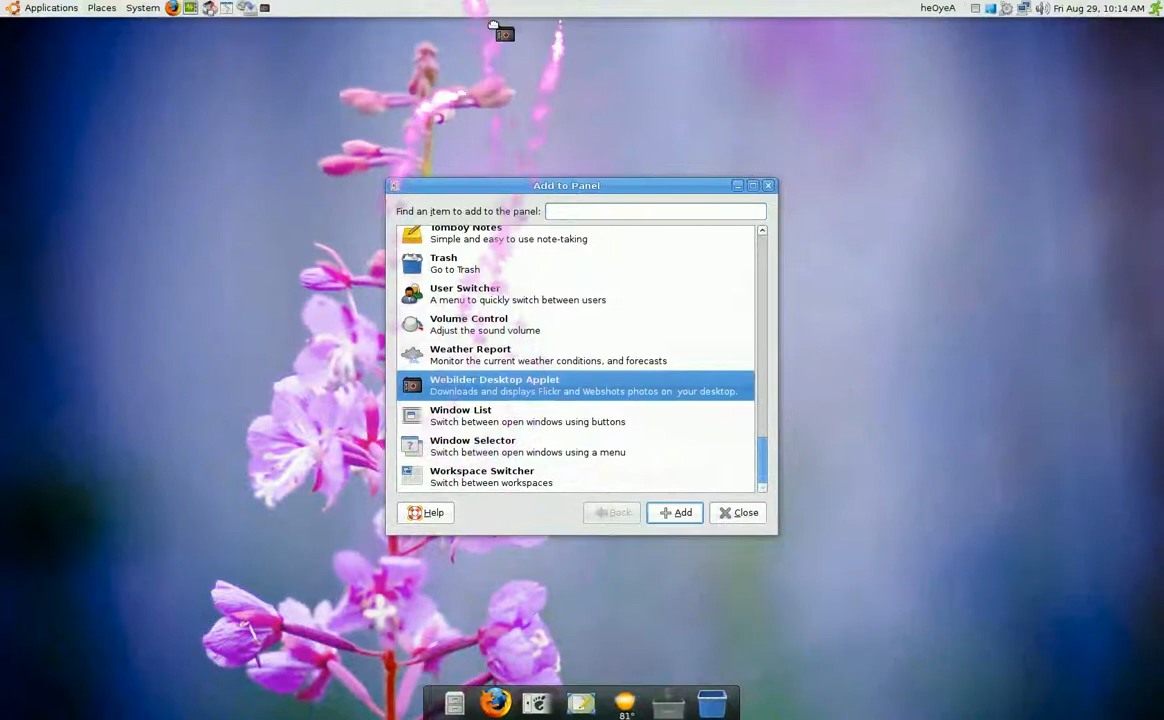 Applications Places System heOyeA Fri Aug 29, 10:14 AM
Add to Panel
Find an item to add to the panel:
Tomboy Notes
Simple and easy to use note-taking
Trash
Go to Trash
User Switcher
A menu to quickly switch between users
Volume Control
Adjust the sound volume
Weather Report
Monitor the current weather conditions, and forecasts
Webilder Desktop Applet
Downloads and displays Flickr and Webshots photos on your desktop.
Window List
Switch between open windows using buttons
Window Selector
Switch between open windows using a menu
Workspace Switcher
Switch between workspaces
Help Back Add Close
81°